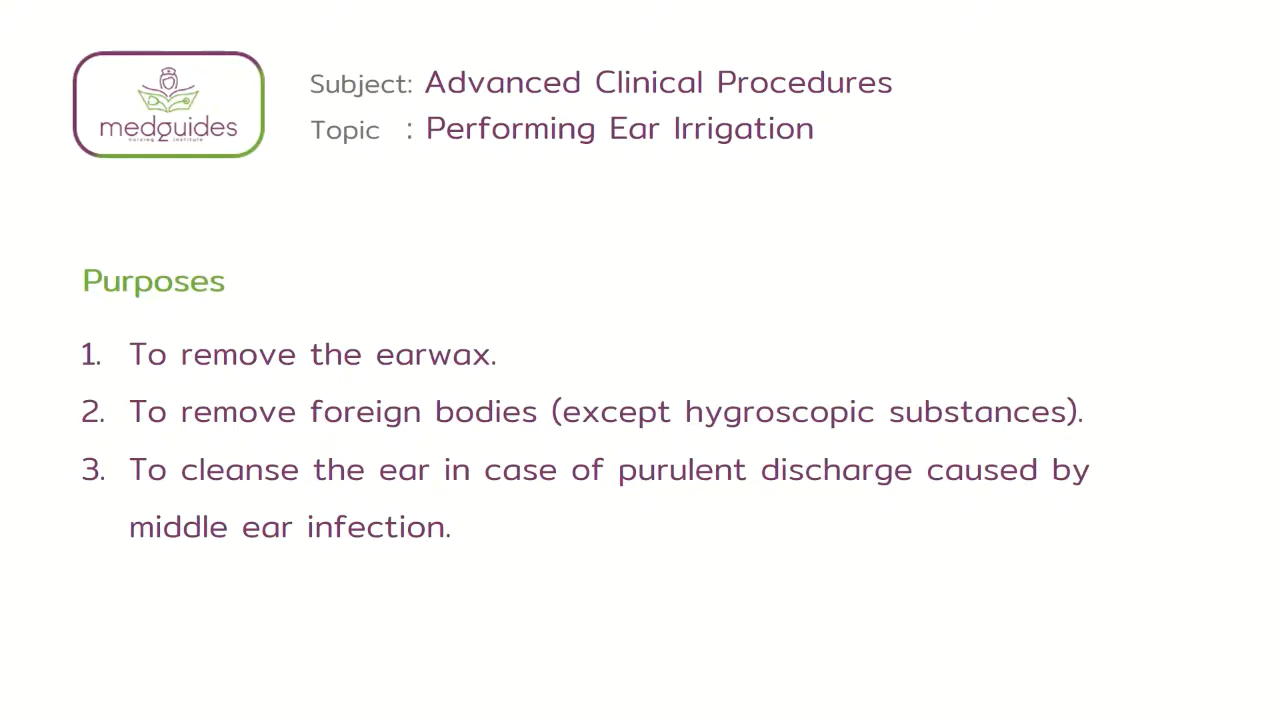 medguides
nursing institute
Subject: Advanced Clinical Procedures
Topic : Performing Ear Irrigation
Purposes
1. To remove the earwax.
2. To remove foreign bodies (except hygroscopic substances).
3. To cleanse the ear in case of purulent discharge caused by
middle ear infection.